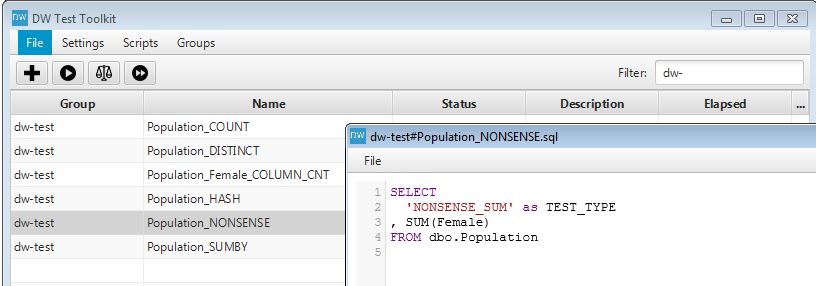 DW DW Test Toolkit
File Settings Scripts Groups
Filter: dw-
Group Name Status Description Elapsed ...
dw-test Population_COUNT
dw-test Population_DISTINCT
dw-test Population_Female_COLUMN_CNT
dw-test Population_HASH
dw-test Population_NONSENSE
dw-test Population_SUMBY
DW dw-test#Population_NONSENSE.sql
File
1 SELECT
2 'NONSENSE_SUM' as TEST_TYPE
3 , SUM(Female)
4 FROM dbo.Population
5